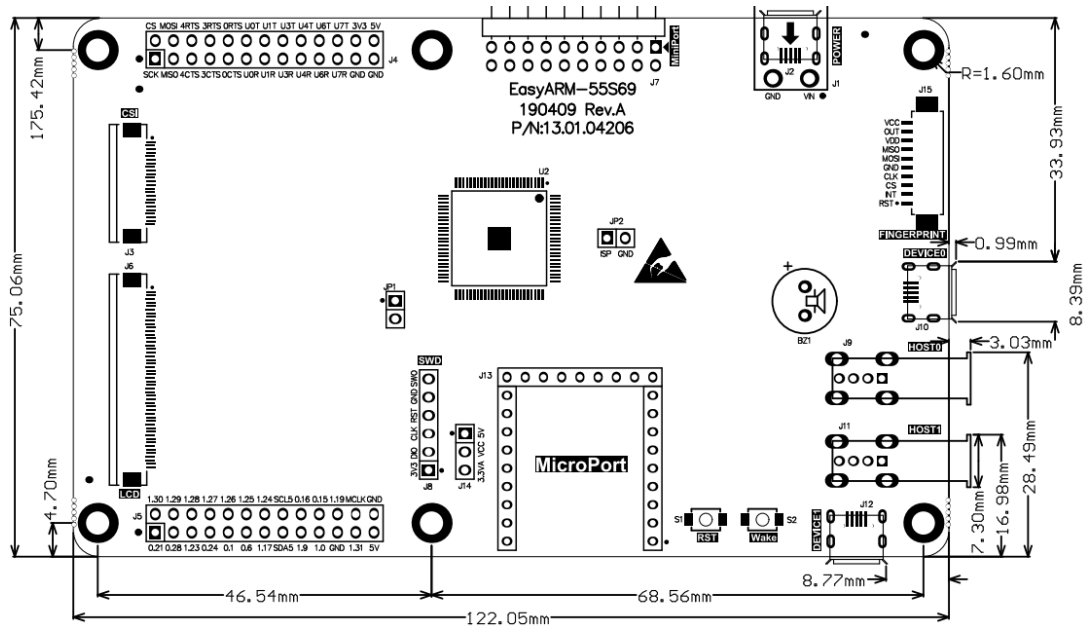 CS MOSI 4RTS 3RTS 0RTS U0T U1T U3T U4T U6T U7T 3V3 5V
J4
SCK MISO 4CTS 3CTS 0CTS U0R U1R U3R U4R U6R U7R GND GND
MiniPort
J7
EasyARM-55S69
190409 Rev.A
P/N:13.01.04206
POWER
J2
J1
GND VIN
R=1.60mm
175.42mm
75.06mm
4.70mm
CSI
J3
J6
LCD
U2
JP2
ISP GND
JP1
J15
VCC
OUT
VDD
MISO
MOSI
GND
CLK
CS
INT
RST
FINGERPRINT
33.93mm
0.99mm
DEVICE0
J10
8.39mm
+
BZ1
3.03mm
J9
HOST0
J11
HOST1
28.49mm
16.98mm
7.30mm
SWD
3V3 DIO CLK RST GND SWO
J8
3.3VA VCC 5V
J14
J13
MicroPort
S1
RST
S2
Wake
DEVICE1
J12
8.77mm
1.30 1.29 1.28 1.27 1.26 1.25 1.24 SCL5 0.16 0.15 1.19 MCLK GND
J5
0.21 0.28 1.23 0.24 0.1 0.6 1.17 SDA5 1.9 1.0 GND 1.31 5V
46.54mm
68.56mm
122.05mm